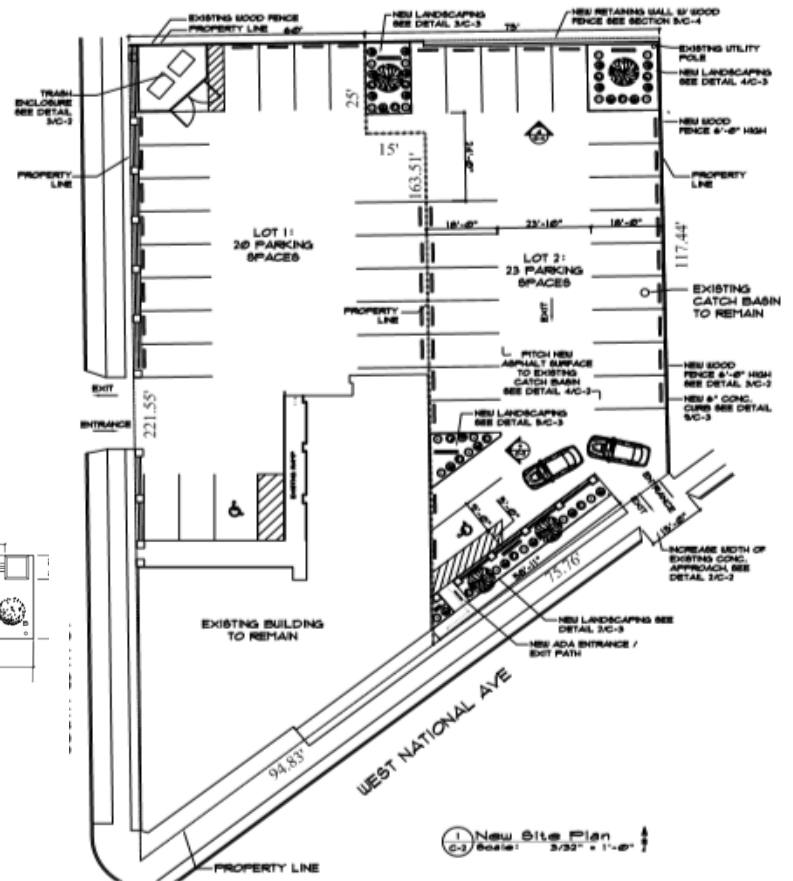 EXISTING WOOD FENCE
PROPERTY LINE
60'
NEW LANDSCAPING
SEE DETAIL 3/C-3
75'
NEW RETAINING WALL W/ WOOD
FENCE SEE SECTION 5/C-4
EXISTING UTILITY
POLE
NEW LANDSCAPING
SEE DETAIL 4/C-3
TRASH
ENCLOSURE
SEE DETAIL
3/C-2
25'
15'
NEW WOOD
FENCE 6'-0" HIGH
PROPERTY
LINE
PROPERTY
LINE
163.51'
LOT 1:
20 PARKING
SPACES
18'-0"
23'-10"
18'-0"
LOT 2:
23 PARKING
SPACES
117.44'
EXIT
EXISTING
CATCH BASIN
TO REMAIN
PROPERTY
LINE
PITCH NEW
ASPHALT SURFACE
TO EXISTING
CATCH BASIN
SEE DETAIL 4/C-2
NEW WOOD
FENCE 6'-0" HIGH
SEE DETAIL 3/C-2
NEW 6" CONC.
CURB SEE DETAIL
5/C-3
EXIT
ENTRANCE
221.55'
NEW LANDSCAPING
SEE DETAIL 5/C-3
ENTRANCE
EXIT
15'-0"
INCREASE WIDTH OF
EXISTING CONC.
APPROACH, SEE
DETAIL 2/C-2
75.76'
EXISTING BUILDING
TO REMAIN
NEW LANDSCAPING SEE
DETAIL 2/C-3
NEW ADA ENTRANCE /
EXIT PATH
WEST NATIONAL AVE
94.83'
PROPERTY LINE
1
C-2
New Site Plan
Scale: 3/32" = 1'-0"